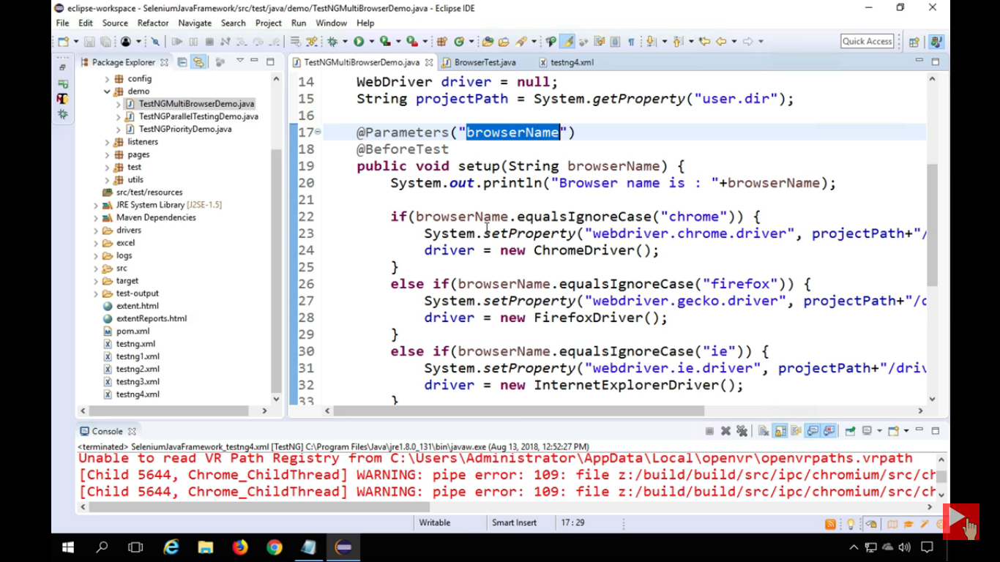 eclipse-workspace - SeleniumJavaFramework/src/test/java/demo/TestNGMultiBrowserDemo.java - Eclipse IDE
File Edit Source Refactor Navigate Search Project Run Window Help
Quick Access
Package Explorer
config
demo
TestNGMultiBrowserDemo.java
TestNGParallelTestingDemo.java
TestNGPriorityDemo.java
listeners
pages
test
utils
src/test/resources
JRE System Library [J2SE-1.5]
Maven Dependencies
drivers
excel
logs
src
target
test-output
extent.html
extentReports.html
pom.xml
testng.xml
testng1.xml
testng2.xml
testng3.xml
testng4.xml
TestNGMultiBrowserDemo.java BrowserTest.java testng4.xml
14 WebDriver driver = null;
15 String projectPath = System.getProperty("user.dir");
16
17 @Parameters("browserName")
18 @BeforeTest
19 public void setup(String browserName) {
20 System.out.println("Browser name is : "+browserName);
21
22 if(browserName.equalsIgnoreCase("chrome")) {
23 System.setProperty("webdriver.chrome.driver", projectPath+"/
24 driver = new ChromeDriver();
25 }
26 else if(browserName.equalsIgnoreCase("firefox")) {
27 System.setProperty("webdriver.gecko.driver", projectPath+"/d
28 driver = new FirefoxDriver();
29 }
30 else if(browserName.equalsIgnoreCase("ie")) {
31 System.setProperty("webdriver.ie.driver", projectPath+"/driv
32 driver = new InternetExplorerDriver();
33 }
Console
<terminated> SeleniumJavaFramework_testng4.xml [TestNG] C:\Program Files\Java\jre1.8.0_131\bin\javaw.exe (Aug 13, 2018, 12:52:27 PM)
Unable to read VR Path Registry from C:\Users\Administrator\AppData\Local\openvr\openvrpaths.vrpath
[Child 5644, Chrome_ChildThread] WARNING: pipe error: 109: file z:/build/build/src/ipc/chromium/src/ch
[Child 5644, Chrome_ChildThread] WARNING: pipe error: 109: file z:/build/build/src/ipc/chromium/src/ch
Writable Smart Insert 17 : 29